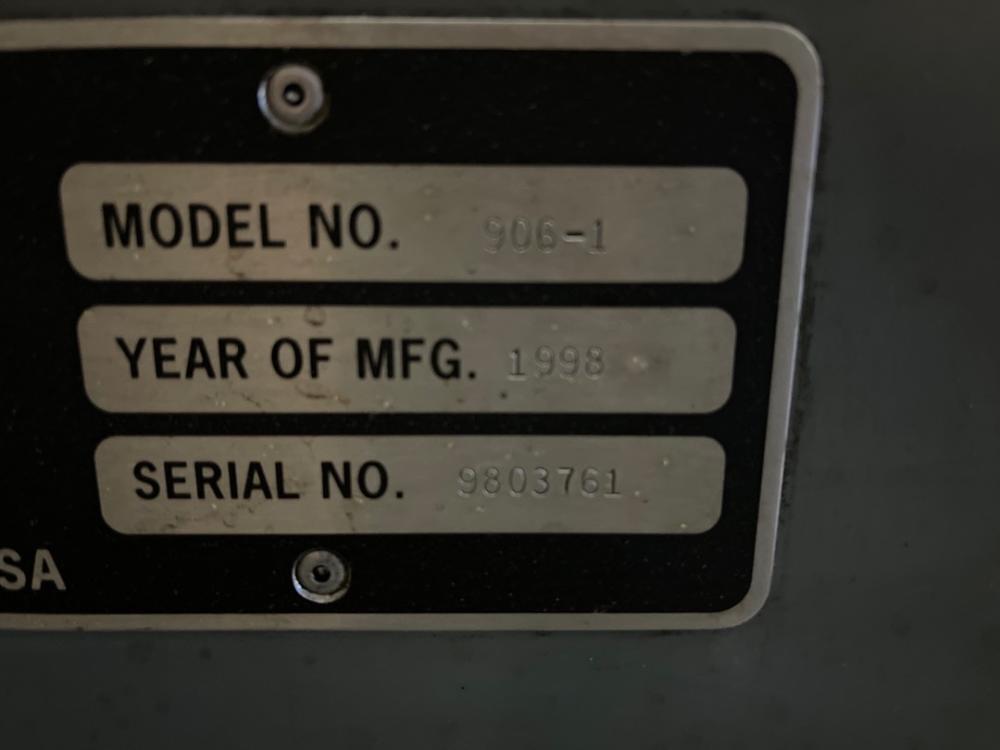 MODEL NO. 906-1
YEAR OF MFG. 1998
SERIAL NO. 9803761
SA